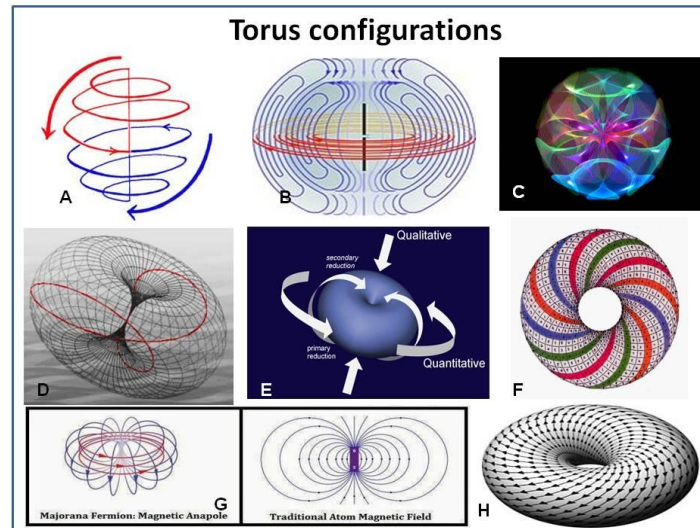 Torus configurations
A
B
C
D
Qualitative
secondary
reduction
primary
reduction
Quantitative
E
F
G
Majorana Fermion: Magnetic Anapole
Traditional Atom Magnetic Field
H